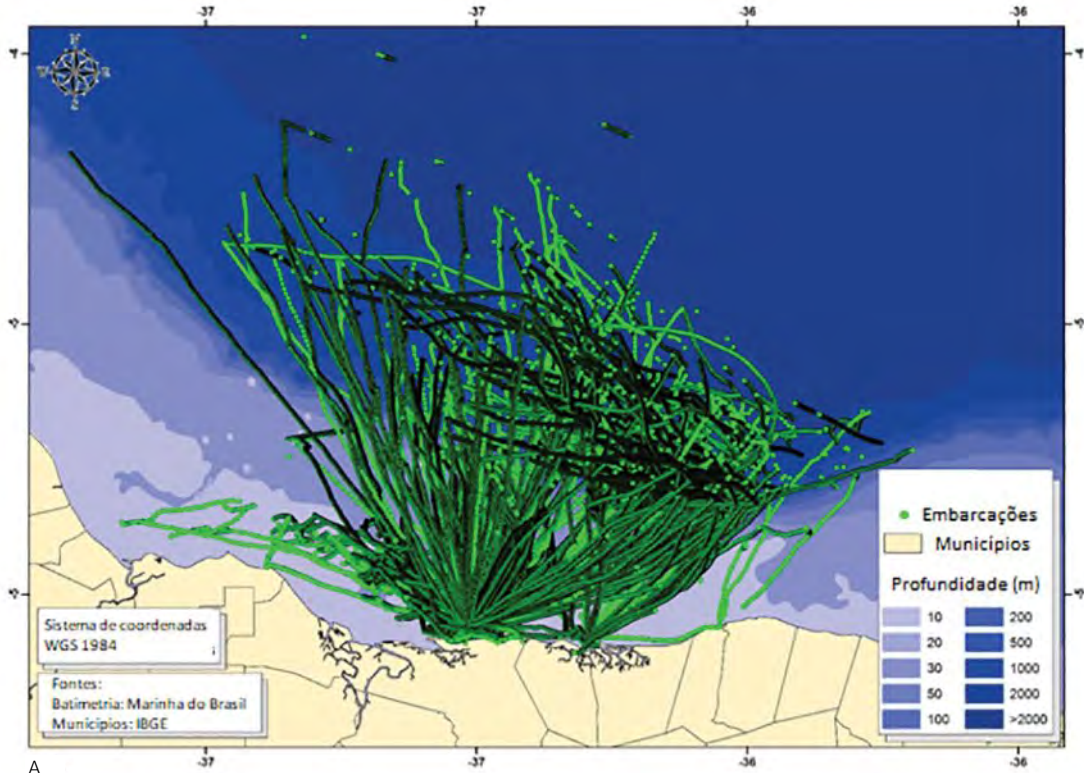 -37 -37 -36 -36
Embarcações
Municípios
Profundidade (m)
10 200
20 500
30 1000
50 2000
100 >2000
Sistema de coordenadas
WGS 1984
Fontes:
Batimetria: Marinha do Brasil
Municípios: IBGE
-37 -37 -36 -36
A